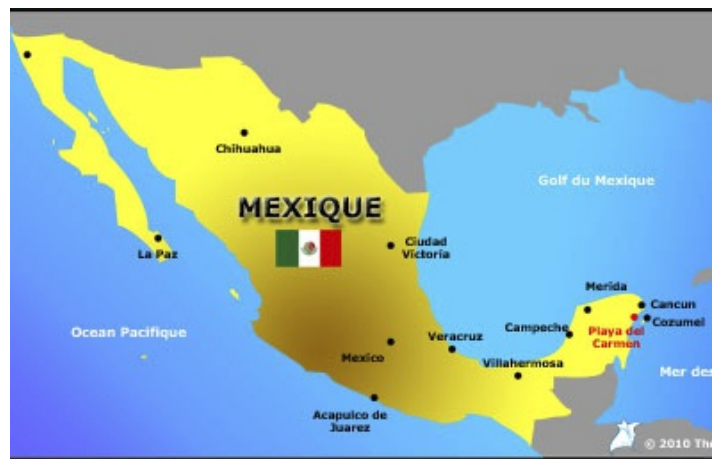 Chihuahua
MEXIQUE
Golf du Mexique
Ciudad
Victoria
La Paz
Merida
Cancun
Cozumel
Playa del
Carmen
Campeche
Ocean Pacifique
Veracruz
Mexico
Villahermosa
Mer des
Acapulco de
Juarez
© 2010 The